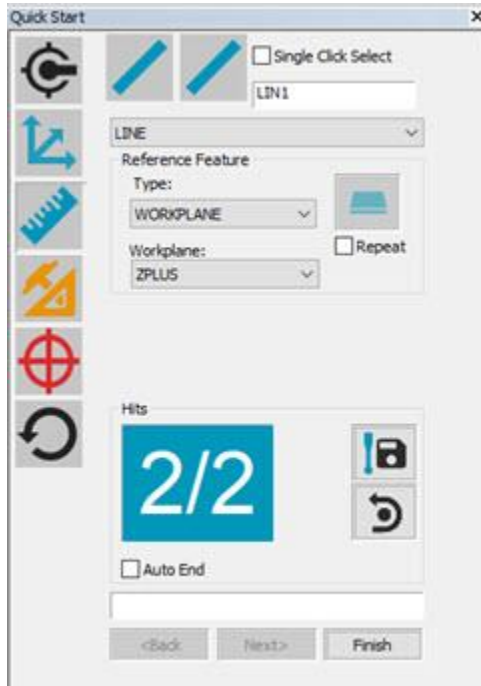 Quick Start
Single Click Select
LIN1
LINE
Reference Feature
Type:
WORKPLANE
Repeat
Workplane:
ZPLUS
Hits
2/2
Auto End
<Back
Next>
Finish